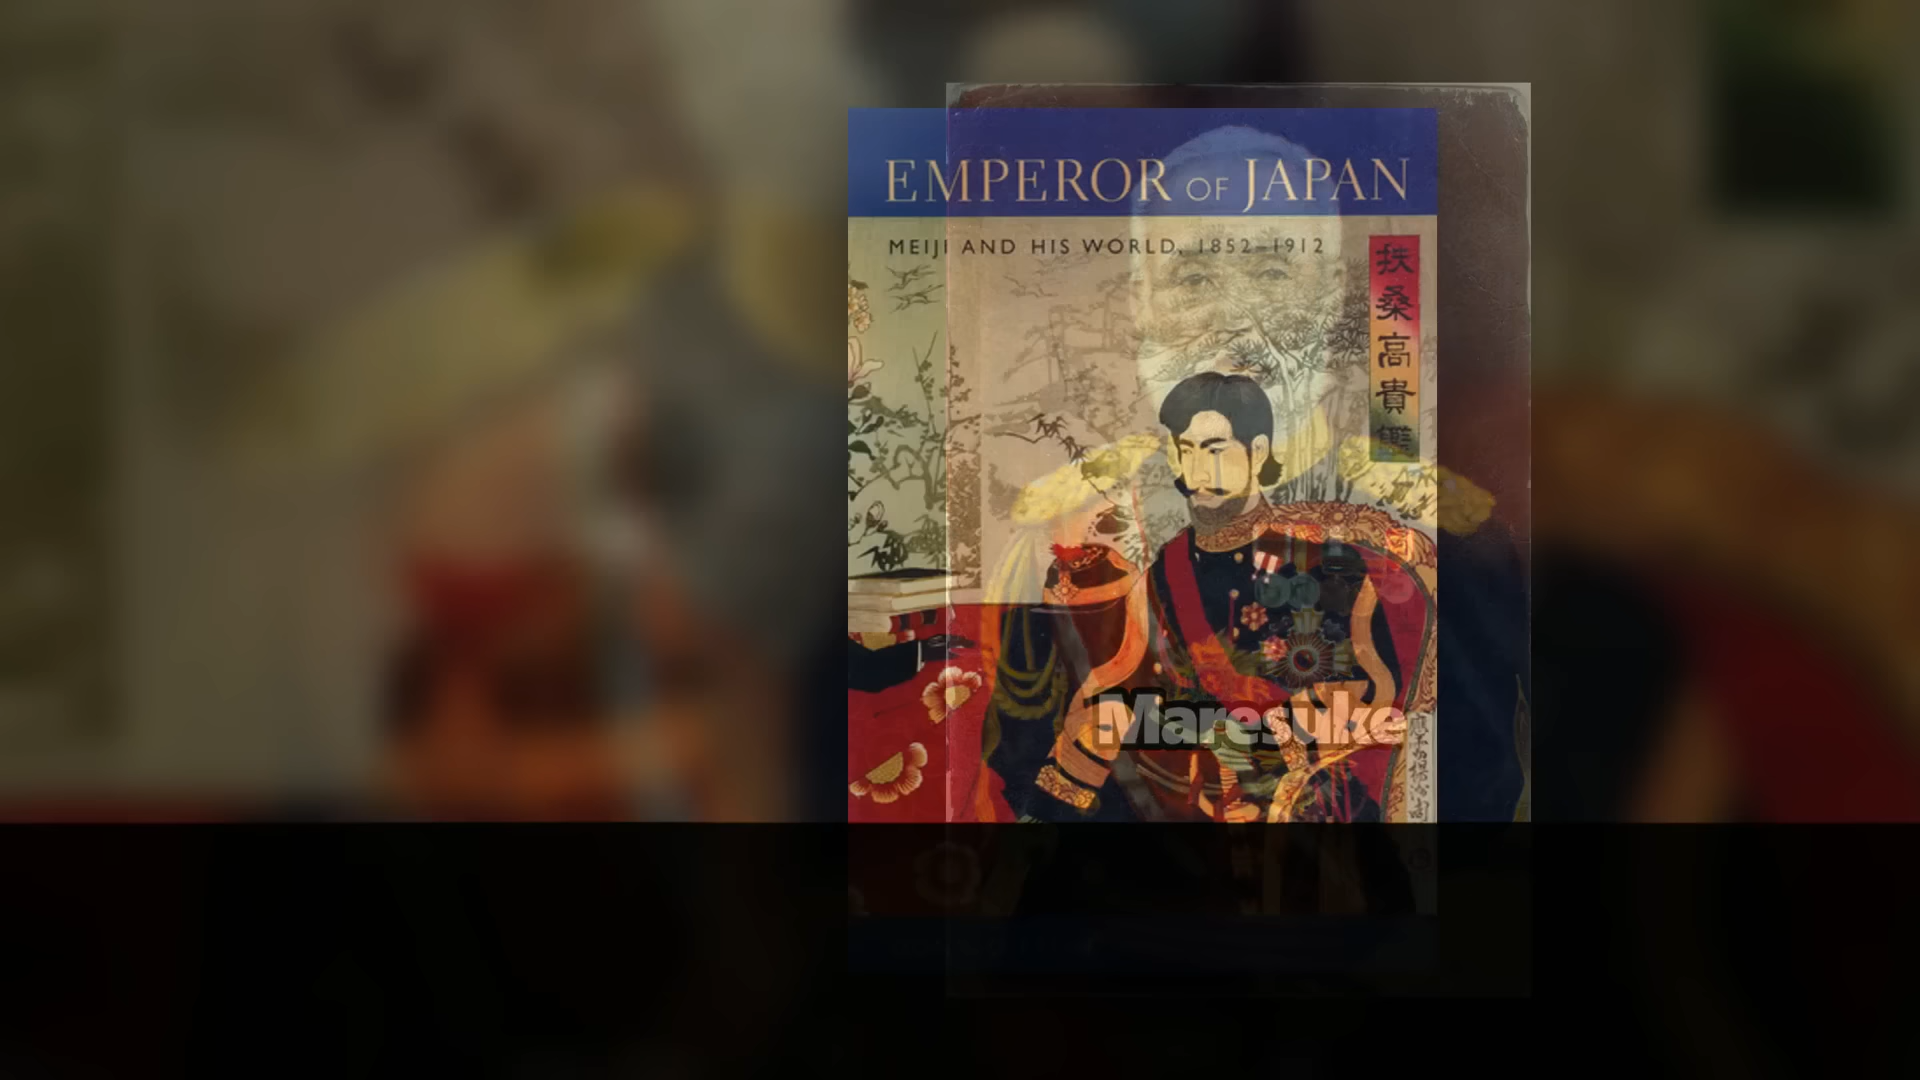 EMPEROR OF JAPAN
MEIJI AND HIS WORLD, 1852–1912
扶桑高貴鑑
Maresuke